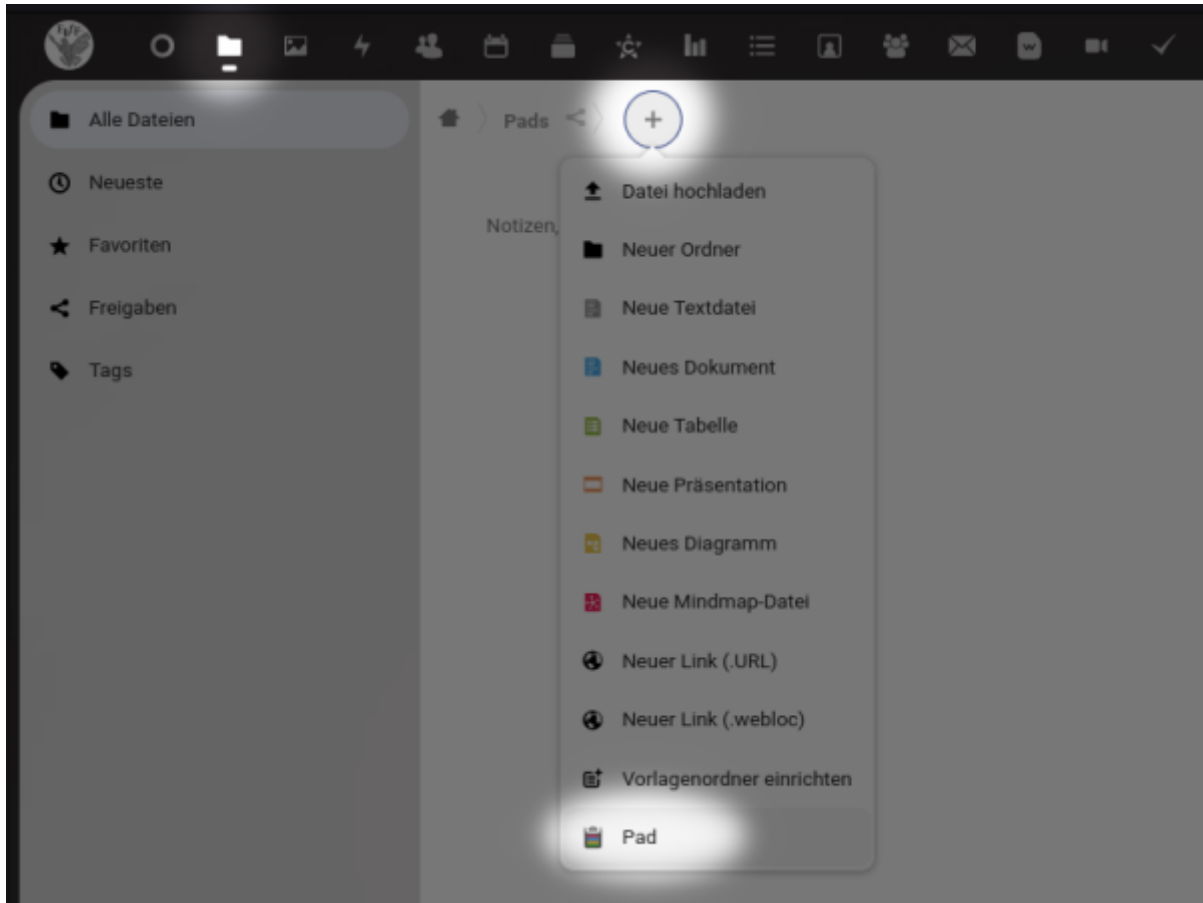 Alle Dateien
Neueste
Favoriten
Freigaben
Tags
Pads
+
Notizen,
Datei hochladen
Neuer Ordner
Neue Textdatei
Neues Dokument
Neue Tabelle
Neue Präsentation
Neues Diagramm
Neue Mindmap-Datei
Neuer Link (.URL)
Neuer Link (.webloc)
Vorlagenordner einrichten
Pad